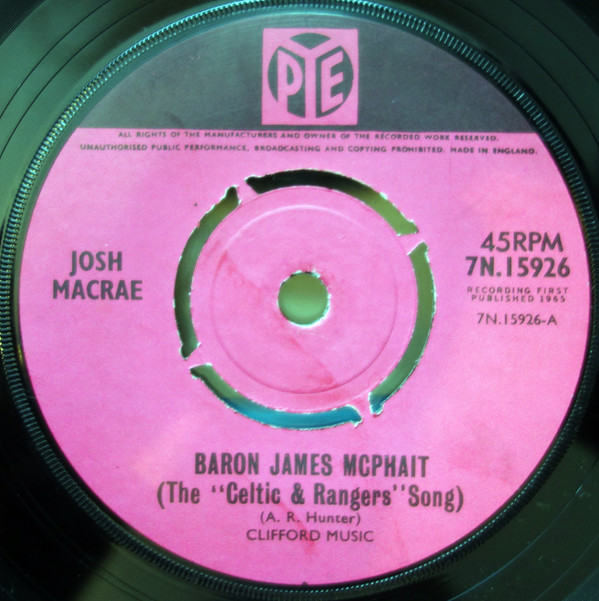 PYE
ALL RIGHTS OF THE MANUFACTURERS AND OWNER OF THE RECORDED WORK RESERVED.
UNAUTHORISED PUBLIC PERFORMANCE, BROADCASTING AND COPYING PROHIBITED. MADE IN ENGLAND.
JOSH
MACRAE
45RPM
7N.15926
RECORDING FIRST
PUBLISHED 1965
7N.15926-A
BARON JAMES MCPHAIT
(The "Celtic & Rangers" Song)
(A. R. Hunter)
CLIFFORD MUSIC